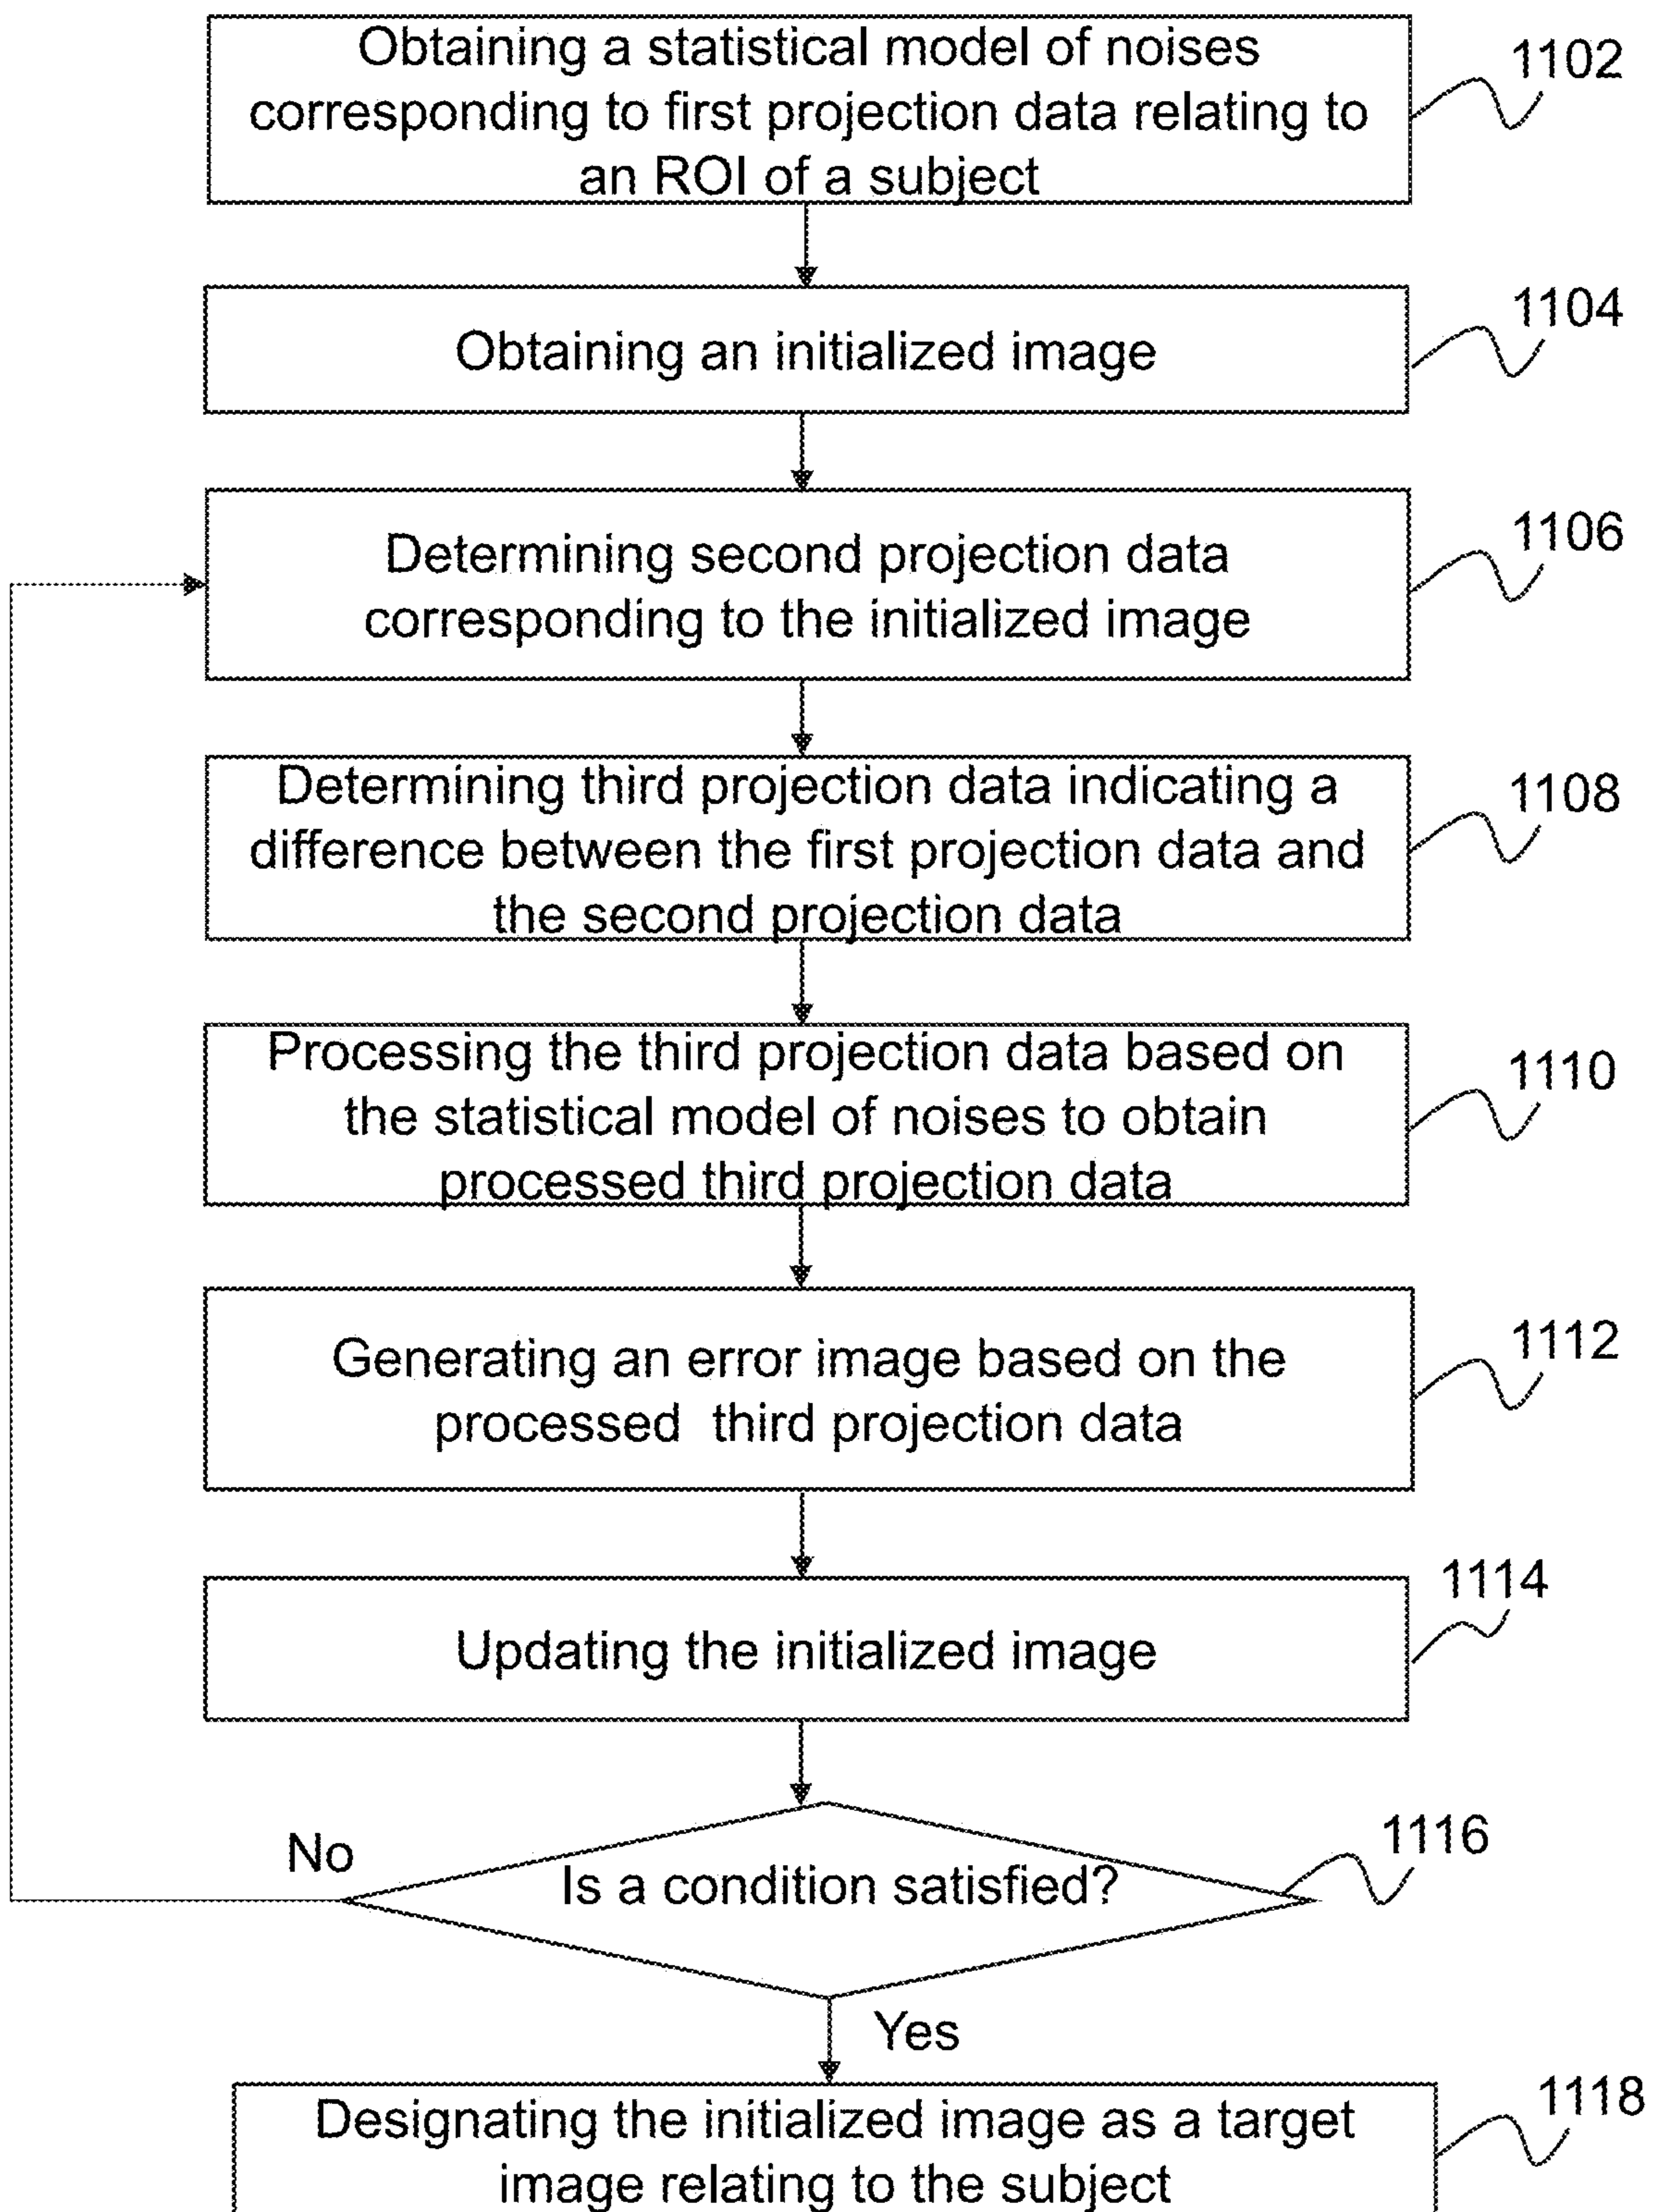 Obtaining a statistical model of noises
corresponding to first projection data relating to
an ROI of a subject
1102
Obtaining an initialized image
1104
Determining second projection data
corresponding to the initialized image
1106
Determining third projection data indicating a
difference between the first projection data and
the second projection data
1108
Processing the third projection data based on
the statistical model of noises to obtain
processed third projection data
1110
Generating an error image based on the
processed third projection data
1112
Updating the initialized image
1114
No
Is a condition satisfied?
1116
Yes
Designating the initialized image as a target
image relating to the subject
1118